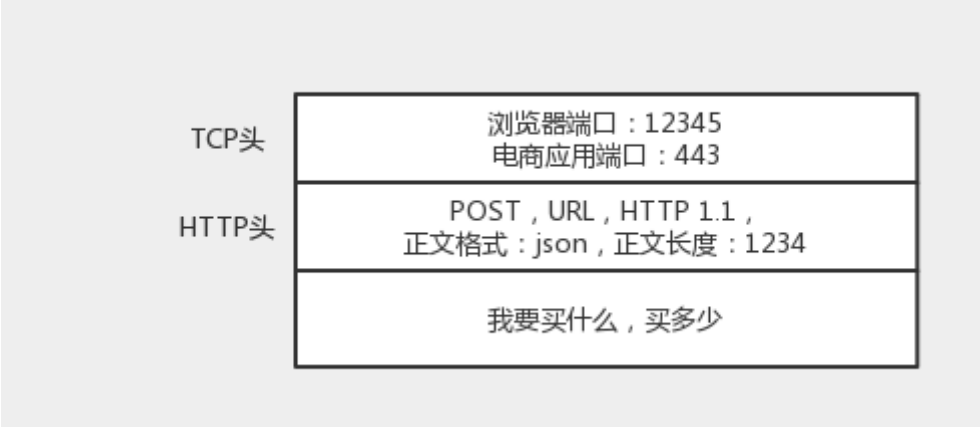 TCP头
浏览器端口：12345
电商应用端口：443
HTTP头
POST，URL，HTTP 1.1，
正文格式：json，正文长度：1234
我要买什么，买多少